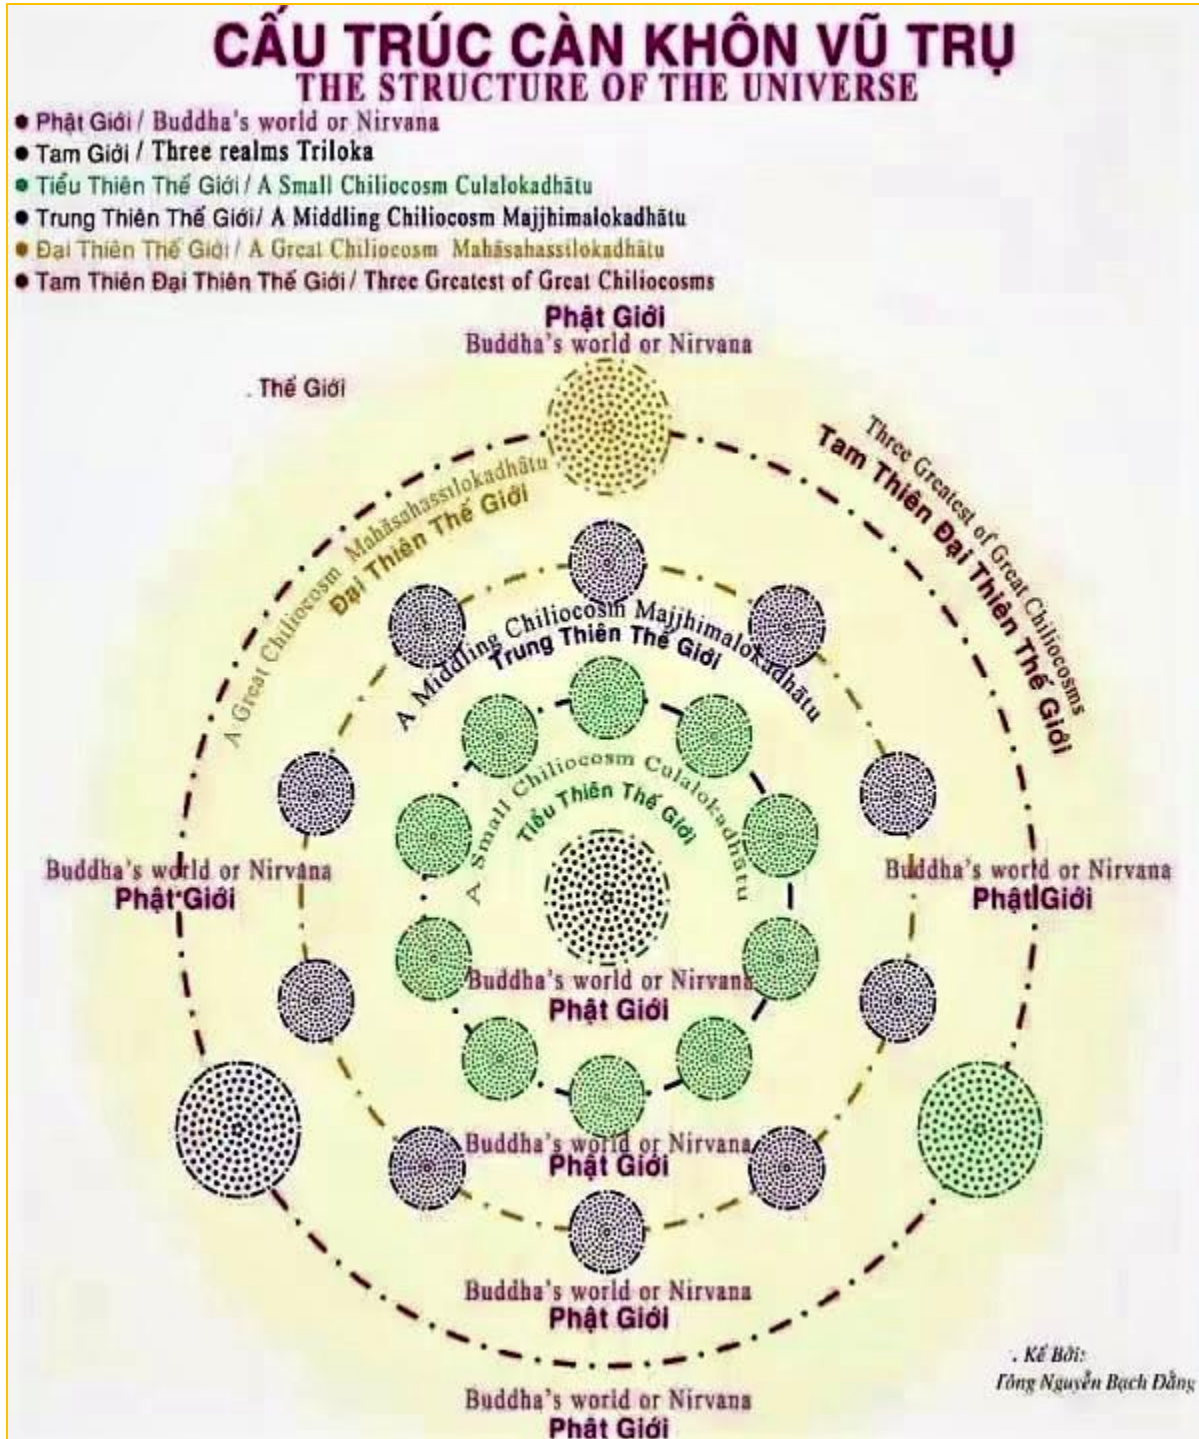 CẤU TRÚC CÀN KHÔN VŨ TRỤ
THE STRUCTURE OF THE UNIVERSE
● Phật Giới / Buddha's world or Nirvana
● Tam Giới / Three realms Triloka
● Tiểu Thiên Thế Giới / A Small Chiliocosm Culalokadhātu
● Trung Thiên Thế Giới/ A Middling Chiliocosm Majjhimalokadhātu
● Đại Thiên Thế Giới / A Great Chiliocosm Mahāsahassilokadhātu
● Tam Thiên Đại Thiên Thế Giới / Three Greatest of Great Chiliocosms
Phật Giới
Buddha's world or Nirvana
. Thế Giới
Three Greatest of Great Chiliocosms
Tam Thiên Đại Thiên Thế Giới
A Great Chiliocosm Mahāsahassilokadhātu
Đại Thiên Thế Giới
A Middling Chiliocosm Majjhimalokadhātu
Trung Thiên Thế Giới
A Small Chiliocosm Culalokadhātu
Tiểu Thiên Thế Giới
Buddha's world or Nirvana
Phật Giới
Buddha's world or Nirvana
Phật Giới
Buddha's world or Nirvana
Phật Giới
Buddha's world or Nirvana
Phật Giới
Buddha's world or Nirvana
Phật Giới
. Kế Bởi:
Tông Nguyễn Bạch Đằng
Buddha's world or Nirvana
Phật Giới